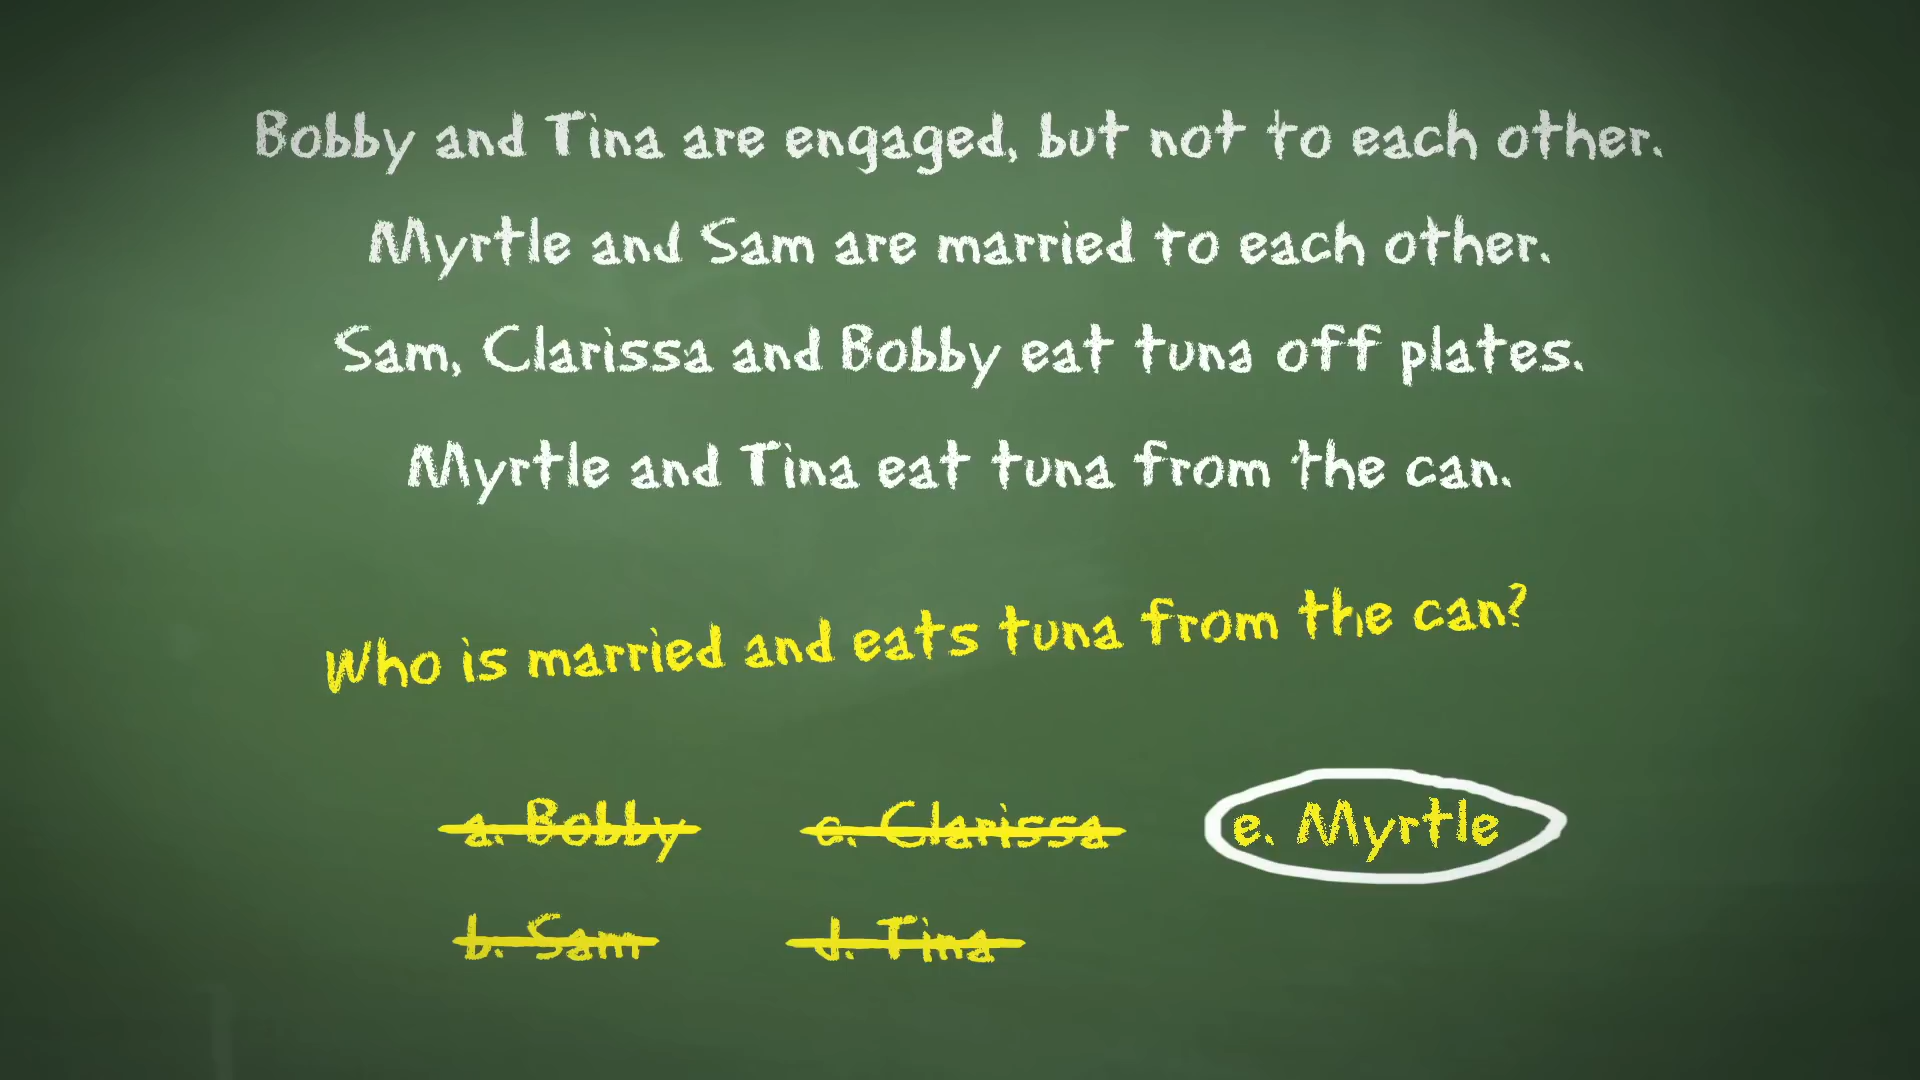 Bobby and Tina are engaged, but not to each other.
Myrtle and Sam are married to each other.
Sam, Clarissa and Bobby eat tuna off plates.
Myrtle and Tina eat tuna from the can.
Who is married and eats tuna from the can?
a. Bobby
b. Sam
c. Clarissa
d. Tina
e. Myrtle